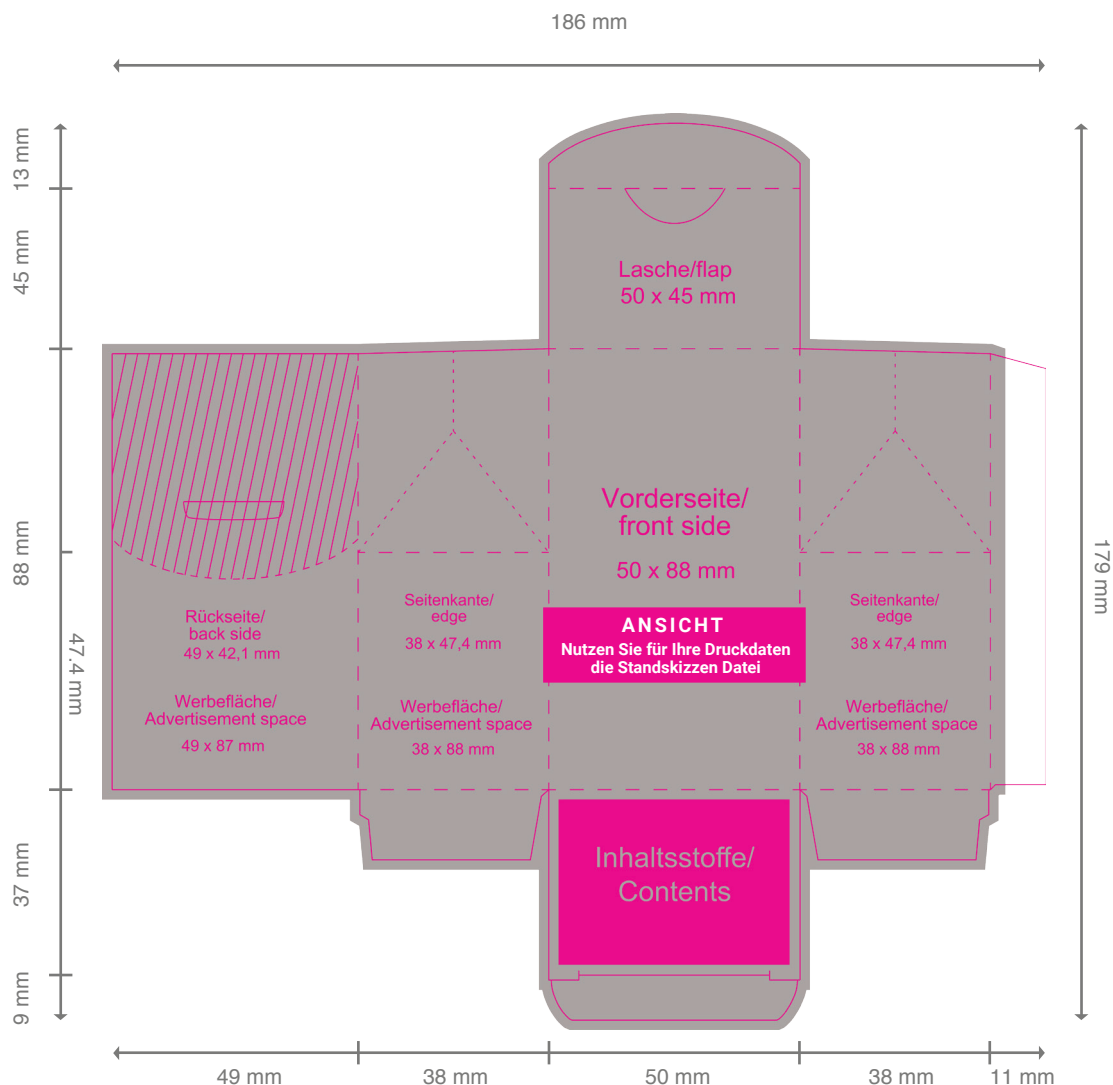 186 mm
13 mm
45 mm
88 mm
47.4 mm
37 mm
9 mm
179 mm
Lasche/flap
50 x 45 mm
Vorderseite/
front side
50 x 88 mm
ANSICHT
Nutzen Sie für Ihre Druckdaten
die Standskizzen Datei
Rückseite/
back side
49 x 42,1 mm
Werbefläche/
Advertisement space
49 x 87 mm
Seitenkante/
edge
38 x 47,4 mm
Werbefläche/
Advertisement space
38 x 88 mm
Seitenkante/
edge
38 x 47,4 mm
Werbefläche/
Advertisement space
38 x 88 mm
Inhaltsstoffe/
Contents
49 mm
38 mm
50 mm
38 mm
11 mm